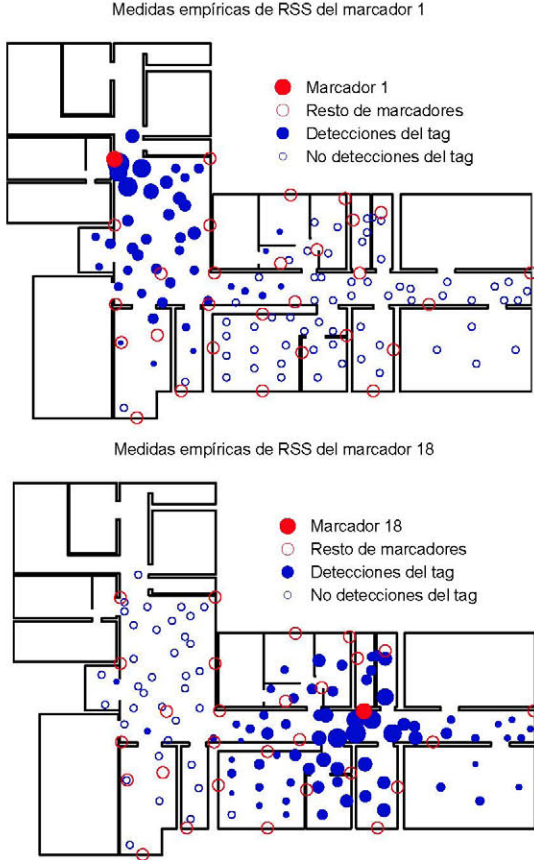 Medidas empíricas de RSS del marcador 1
Marcador 1
Resto de marcadores
Detecciones del tag
No detecciones del tag
Medidas empíricas de RSS del marcador 18
Marcador 18
Resto de marcadores
Detecciones del tag
No detecciones del tag